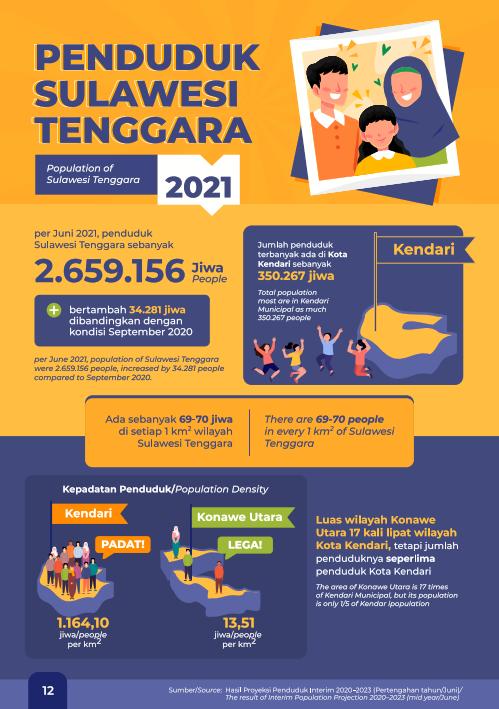 PENDUDUK
SULAWESI
TENGGARA
Population of
Sulawesi Tenggara
2021
per Juni 2021, penduduk
Sulawesi Tenggara sebanyak
2.659.156 Jiwa
People
bertambah 34.281 jiwa
dibandingkan dengan
kondisi September 2020
per June 2021, population of Sulawesi Tenggara
were 2.659.156 people, increased by 34.281 people
compared to September 2020.
Jumlah penduduk
terbanyak ada di Kota
Kendari sebanyak
350.267 jiwa
Total population
most are in Kendari
Municipal as much
350.267 people
Kendari
Ada sebanyak 69-70 jiwa
di setiap 1 km² wilayah
Sulawesi Tenggara
There are 69-70 people
in every 1 km² of Sulawesi
Tenggara
Kepadatan Penduduk/Population Density
Kendari
PADAT!
1.164,10
jiwa/people
per km²
Konawe Utara
LEGA!
13,51
jiwa/people
per km²
Luas wilayah Konawe
Utara 17 kali lipat wilayah
Kota Kendari, tetapi jumlah
penduduknya seperlima
penduduk Kota Kendari
The area of Konawe Utara is 17 times
of Kendari Municipal, but its population
is only 1/5 of Kendar ipopulation
12
Sumber/Source: Hasil Proyeksi Penduduk Interim 2020-2023 (Pertengahan tahun/Juni)/
The result of Interim Population Projection 2020-2023 (mid year/June)